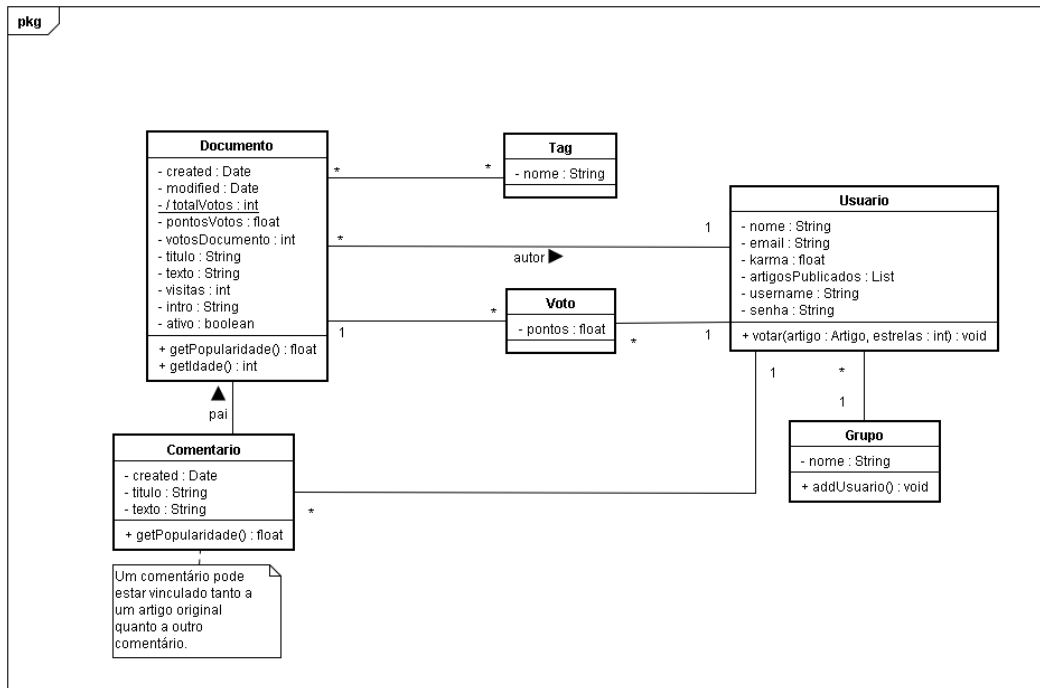 pkg
Documento
- created : Date
- modified : Date
- / totalVotos : int
- pontosVotos : float
- votosDocumento : int
- titulo : String
- texto : String
- visitas : int
- intro : String
- ativo : boolean
+ getPopularidade() : float
+ getIdade() : int
*
*
Tag
- nome : String
*
1
autor
Usuario
- nome : String
- email : String
- karma : float
- artigosPublicados : List
- username : String
- senha : String
+ votar(artigo : Artigo, estrelas : int) : void
1
*
Voto
- pontos : float
*
1
pai
1
*
*
1
Grupo
- nome : String
+ addUsuario() : void
Comentario
- created : Date
- titulo : String
- texto : String
+ getPopularidade() : float
Um comentário pode
estar vinculado tanto a
um artigo original
quanto a outro
comentário.